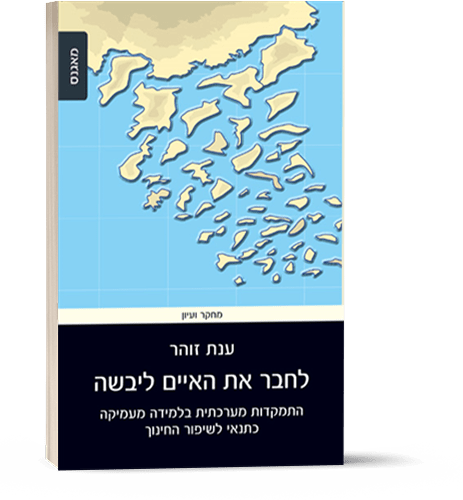 מאגנס
מחקר ועיון
ענת זוהר
לחבר את האיים ליבשה
התמקדות מערכתית בלמידה מעמיקה
כתנאי לשיפור החינוך